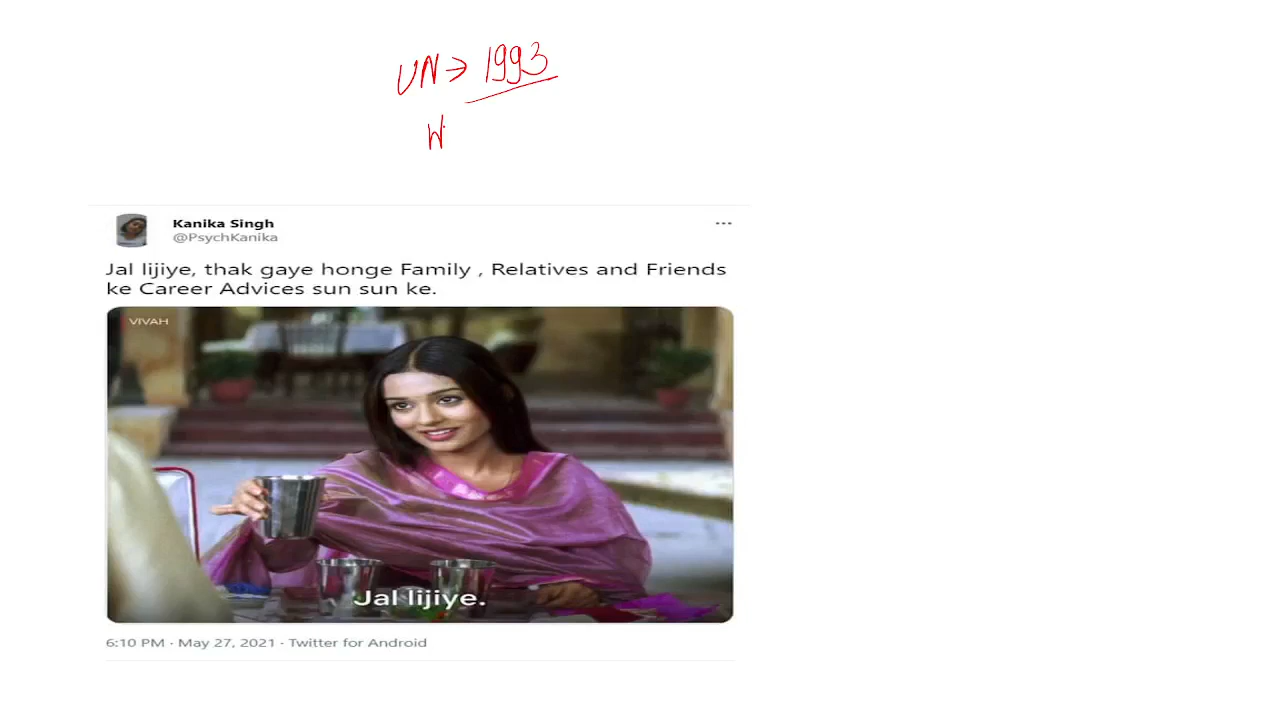 UN → 1993
W
Kanika Singh
@PsychKanika
Jal lijiye, thak gaye honge Family , Relatives and Friends
ke Career Advices sun sun ke.
VIVAH
Jal lijiye.
6:10 PM · May 27, 2021 · Twitter for Android